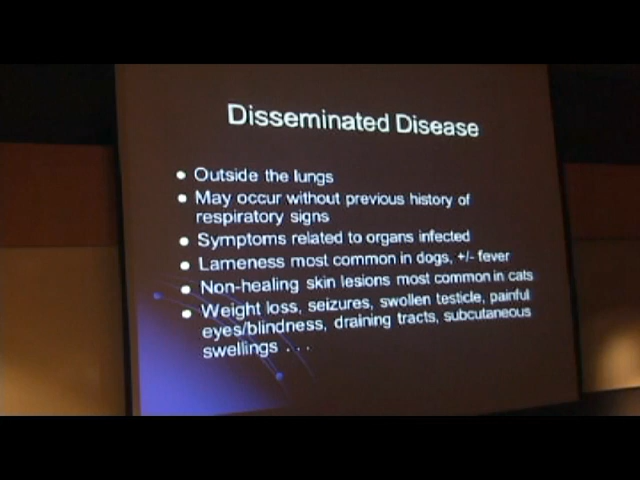 Disseminated Disease
• Outside the lungs
• May occur without previous history of
respiratory signs
• Symptoms related to organs infected
• Lameness most common in dogs, +/- fever
• Non-healing skin lesions most common in cats
• Weight loss, seizures, swollen testicle, painful
eyes/blindness, draining tracts, subcutaneous
swellings . . .